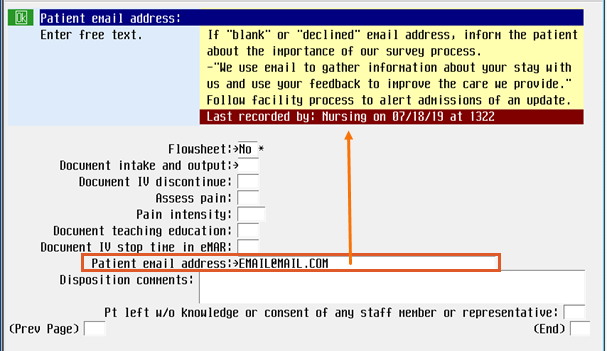 Ok Patient email address:
Enter free text. If "blank" or "declined" email address, inform the patient
about the importance of our survey process.
-"We use email to gather information about your stay with
us and use your feedback to improve the care we provide."
Follow facility process to alert admissions of an update.
Last recorded by: Nursing on 07/18/19 at 1322
Flowsheet:→No *
Document intake and output:→
Document IV discontinue:
Assess pain:
Pain intensity:
Document teaching education:
Document IV stop time in eMAR:
Patient email address:→EMAIL@MAIL.COM
Disposition comments:
Pt left w/o knowledge or consent of any staff member or representative:
(Prev Page) (End)